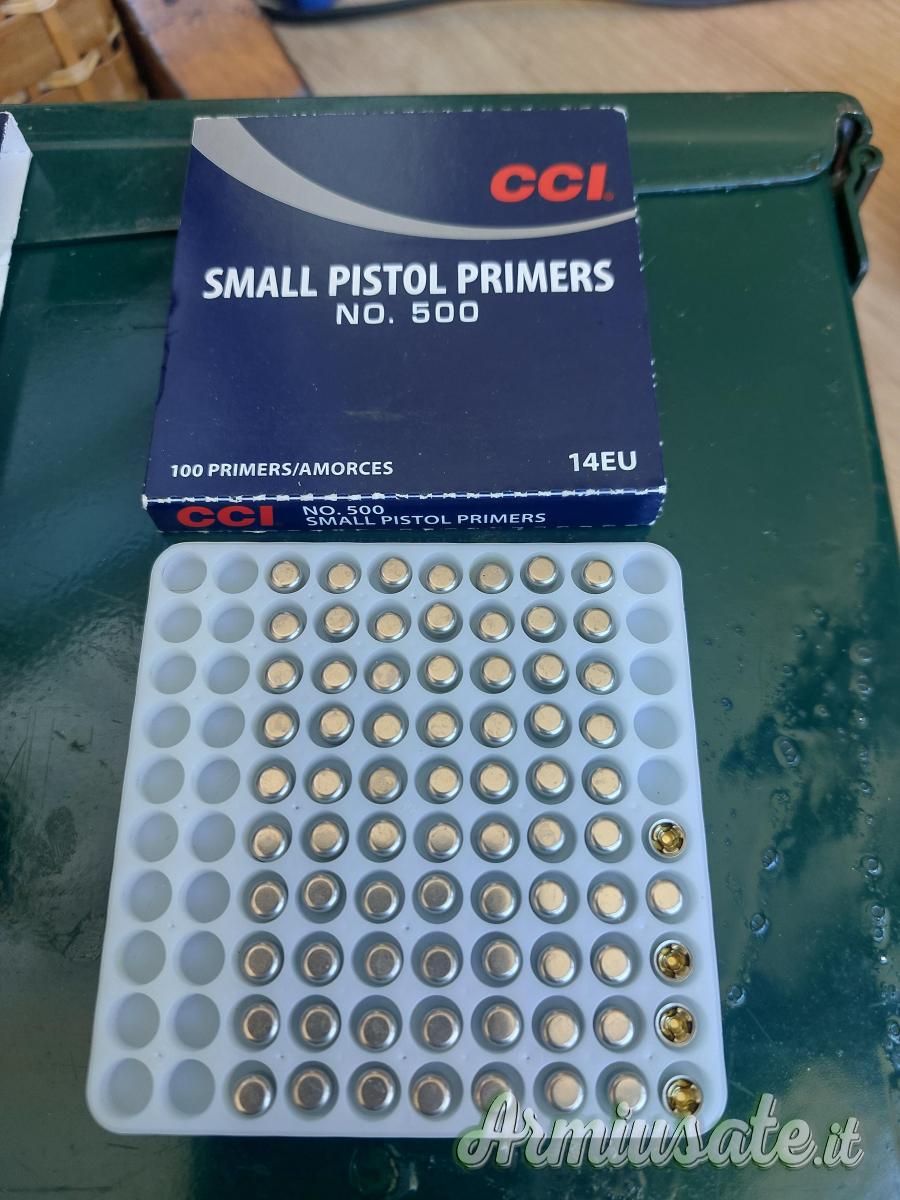 CCI
SMALL PISTOL PRIMERS
NO. 500
100 PRIMERS/AMORCES
14EU
CCI
NO. 500
SMALL PISTOL PRIMERS
Armiusate.it